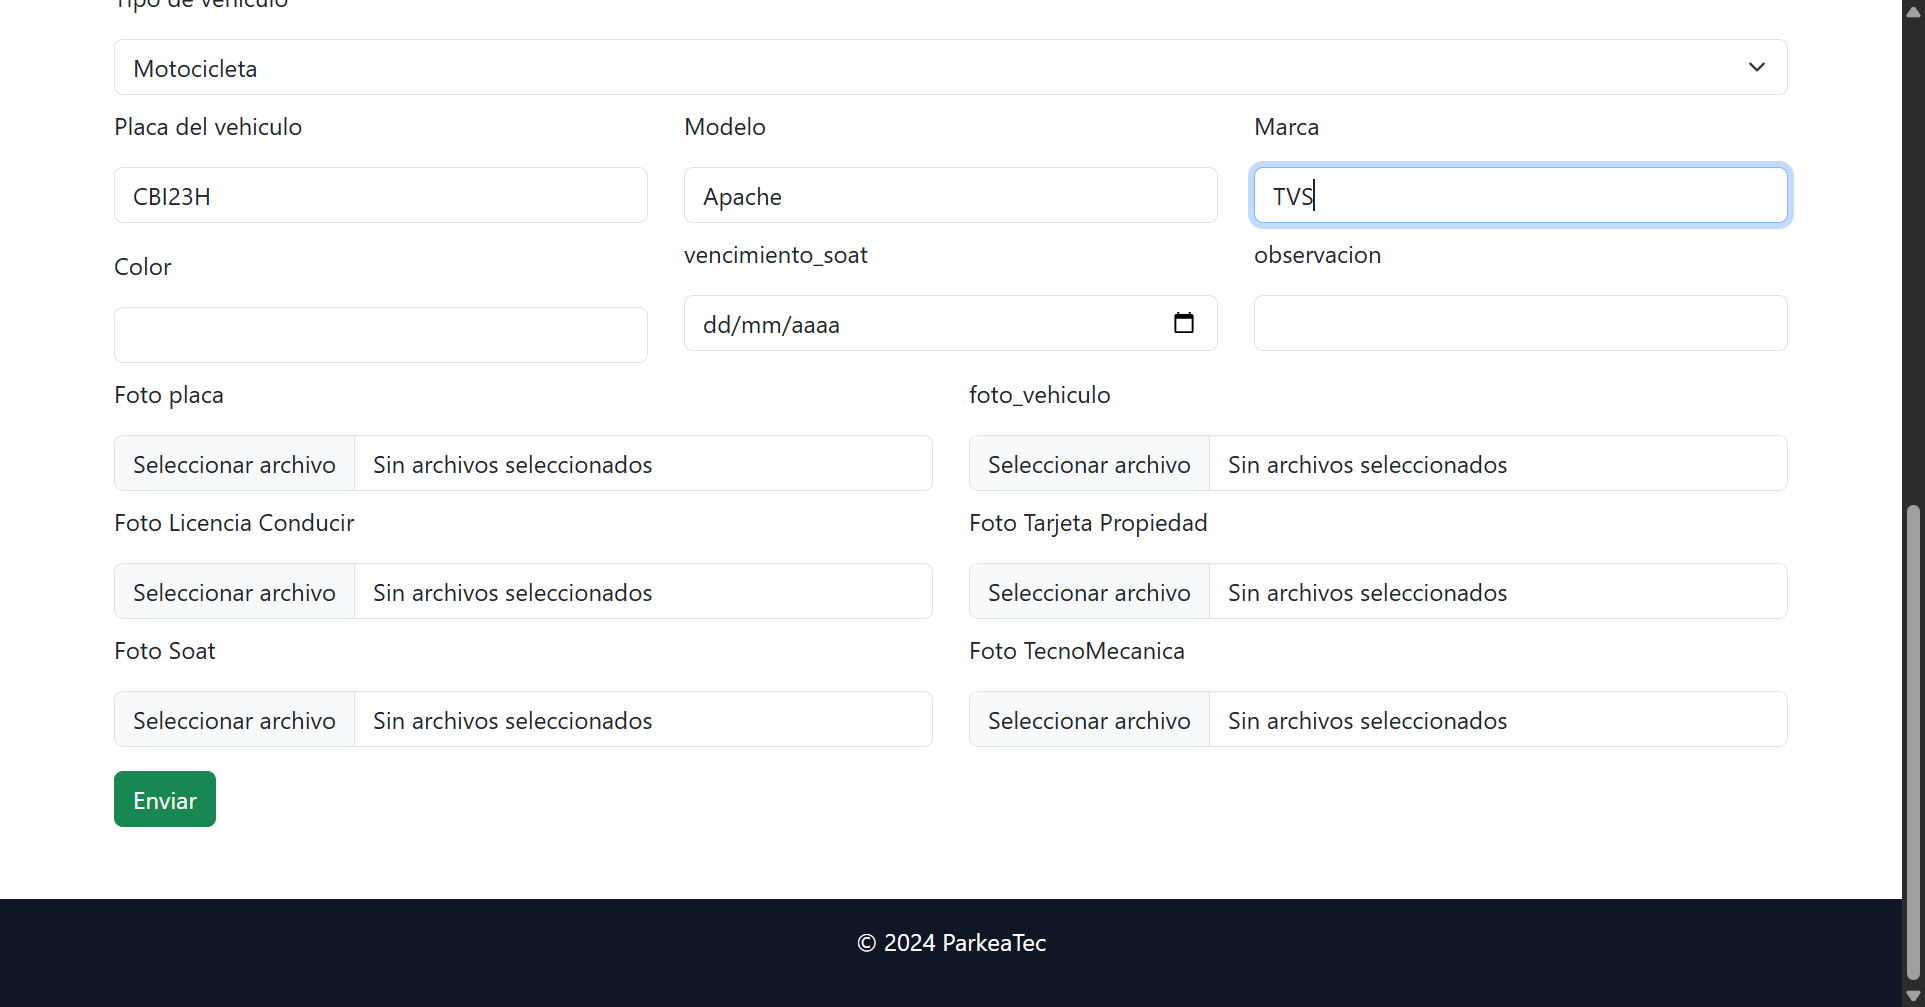 Tipo de vehiculo
Motocicleta
Placa del vehiculo
Modelo
Marca
CBI23H
Apache
TVS
Color
vencimiento_soat
observacion
dd/mm/aaaa
Foto placa
foto_vehiculo
Seleccionar archivo Sin archivos seleccionados
Seleccionar archivo Sin archivos seleccionados
Foto Licencia Conducir
Foto Tarjeta Propiedad
Seleccionar archivo Sin archivos seleccionados
Seleccionar archivo Sin archivos seleccionados
Foto Soat
Foto TecnoMecanica
Seleccionar archivo Sin archivos seleccionados
Seleccionar archivo Sin archivos seleccionados
Enviar
© 2024 ParkeaTec